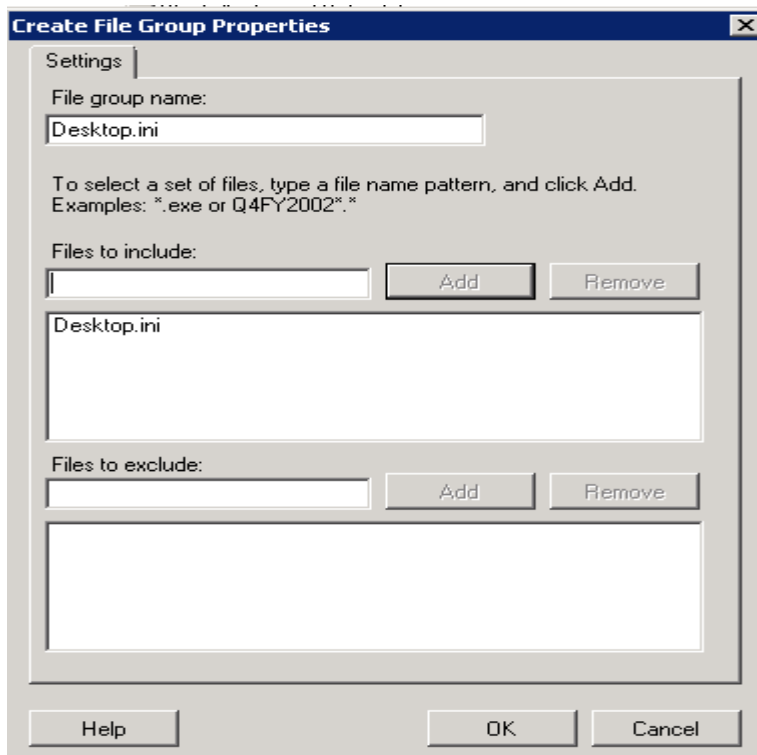 Create File Group Properties
Settings
File group name:
Desktop.ini
To select a set of files, type a file name pattern, and click Add.
Examples: *.exe or Q4FY2002*.*
Files to include:
Add Remove
Desktop.ini
Files to exclude:
Add Remove
Help OK Cancel